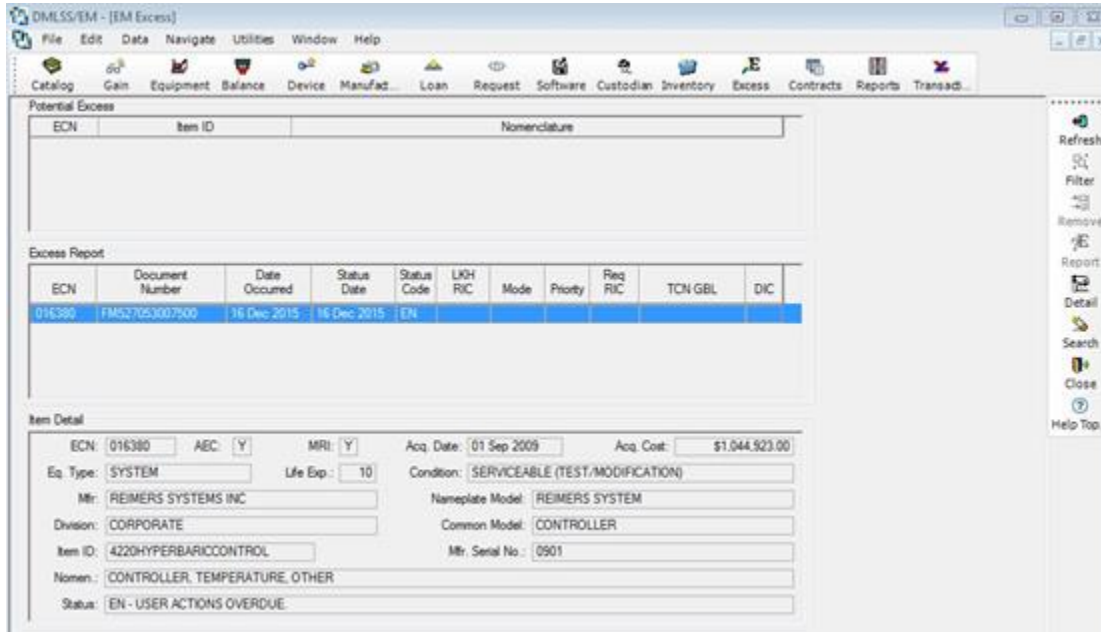 DMLSS/EM - [EM Excess]
File Edit Data Navigate Utilities Window Help
Catalog Gain Equipment Balance Device Manufact... Loan Request Software Custodian Inventory Excess Contracts Reports Transacti...
Potential Excess
ECN Item ID Nomenclature
Refresh
Filter
Remove
Excess Report
Report
ECN Document Number Date Occurred Status Date Status Code LKH RIC Mode Priority Req RIC TCN GBL DIC
Detail
016380 FM527053007500 16 Dec 2015 16 Dec 2015 EN
Search
Close
Help Top
Item Detail
ECN: 016380 AEC: Y MRI: Y Acq. Date: 01 Sep 2009 Acq. Cost: $1,044,923.00
Eq. Type: SYSTEM Life Exp.: 10 Condition: SERVICEABLE (TEST/MODIFICATION)
Mfr: REIMERS SYSTEMS INC Nameplate Model: REIMERS SYSTEM
Division: CORPORATE Common Model: CONTROLLER
Item ID: 4220HYPERBARICCONTROL Mfr. Serial No.: 0901
Nomen.: CONTROLLER, TEMPERATURE, OTHER
Status: EN - USER ACTIONS OVERDUE.